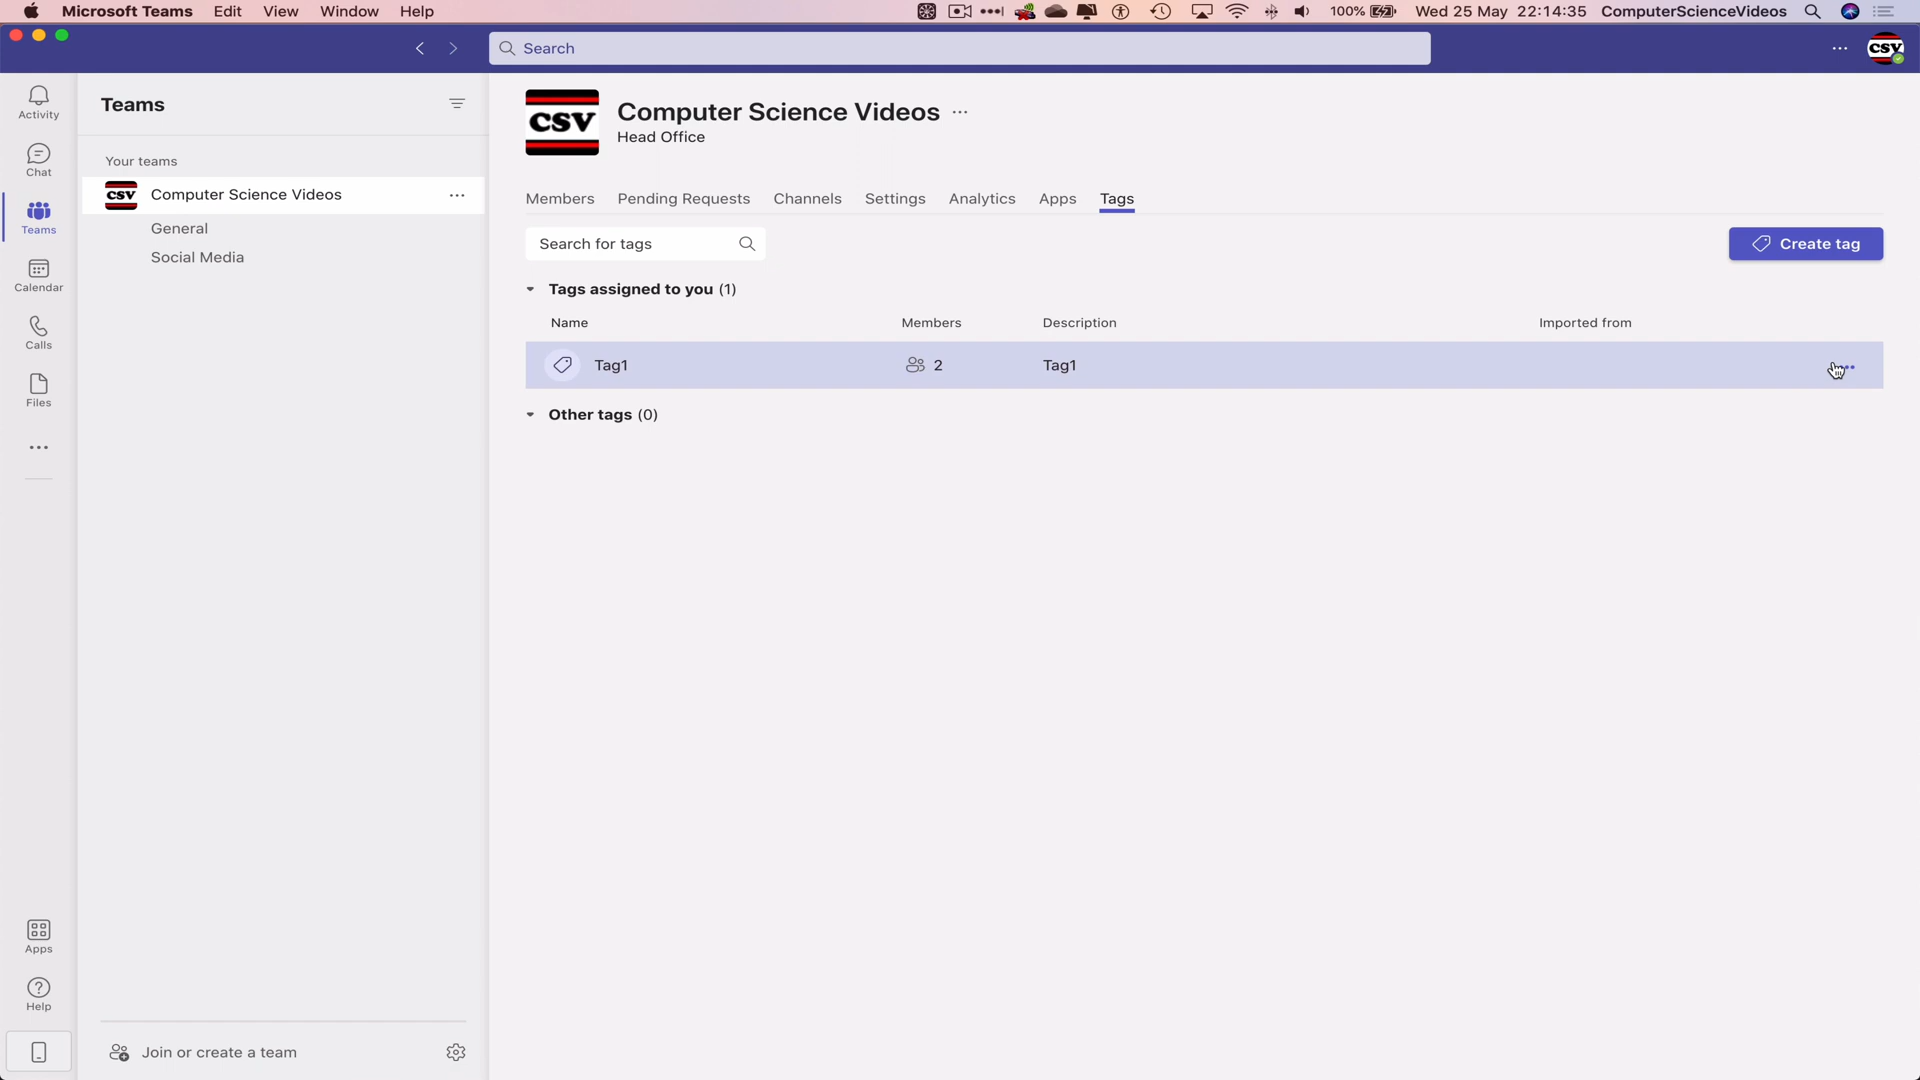 Microsoft Teams Edit View Window Help 100% Wed 25 May 22:14:35 ComputerScienceVideos
Search
CSV
Activity
Chat
Teams
Calendar
Calls
Files
Apps
Help
Teams
Your teams
CSV Computer Science Videos
General
Social Media
Join or create a team
CSV
Computer Science Videos
Head Office
Members Pending Requests Channels Settings Analytics Apps Tags
Search for tags
Create tag
Tags assigned to you (1)
Name Members Description Imported from
Tag1 2 Tag1
Other tags (0)